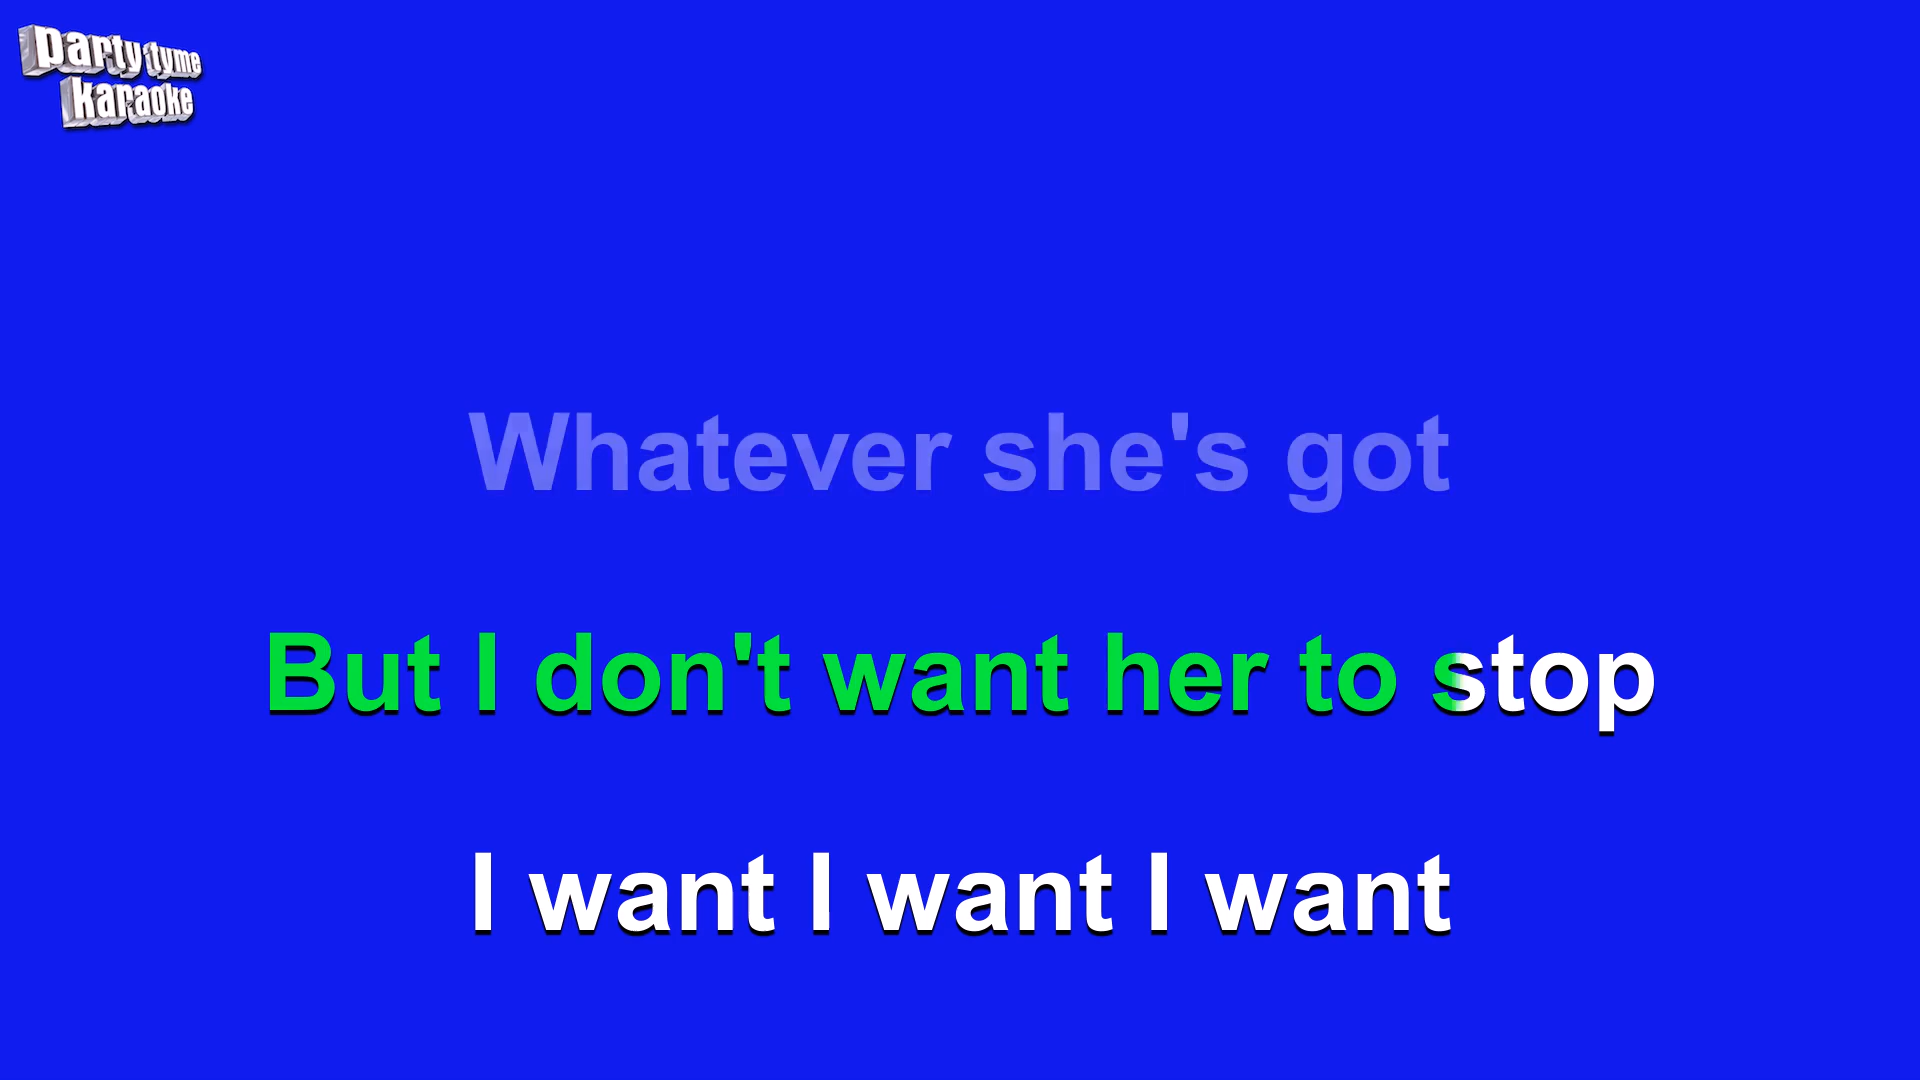 party tyme
karaoke
Whatever she's got
But I don't want her to stop
I want I want I want